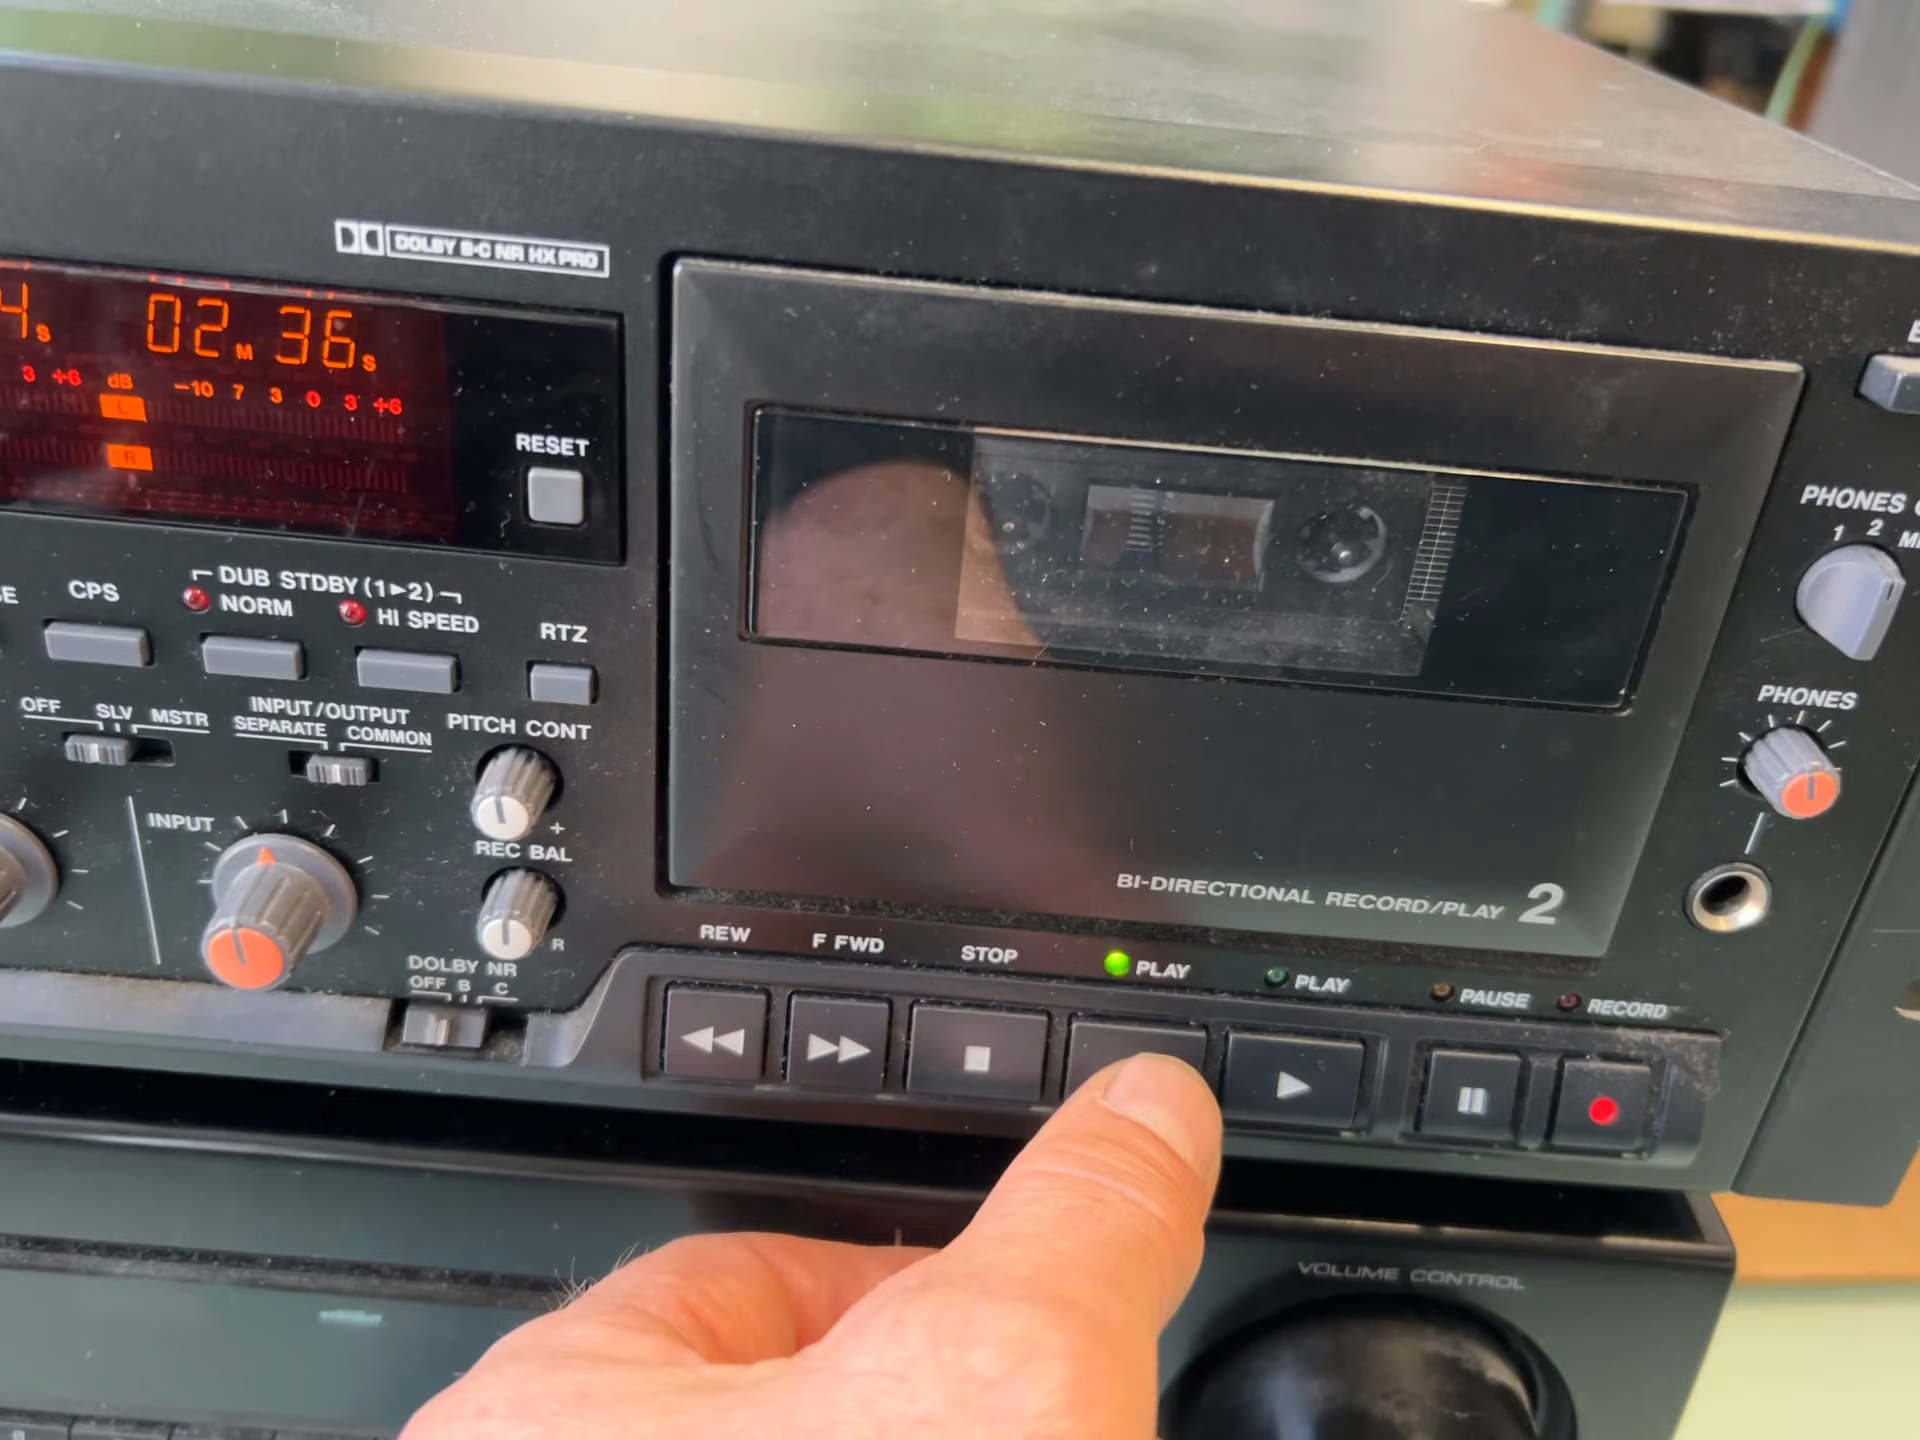 DOLBY B·C NR HX PRO
4s 02M 36s
3 +6 dB -10 7 3 0 3 +6
L
R
RESET
PHONES
1 2
CPS
DUB STDBY (1▶2)
NORM
HI SPEED
RTZ
OFF SLV MSTR
INPUT/OUTPUT
SEPARATE COMMON
PITCH CONT
PHONES
INPUT
+
REC BAL
R
BI-DIRECTIONAL RECORD/PLAY 2
DOLBY NR
OFF B C
REW
F FWD
STOP
PLAY
PLAY
PAUSE
RECORD
VOLUME CONTROL